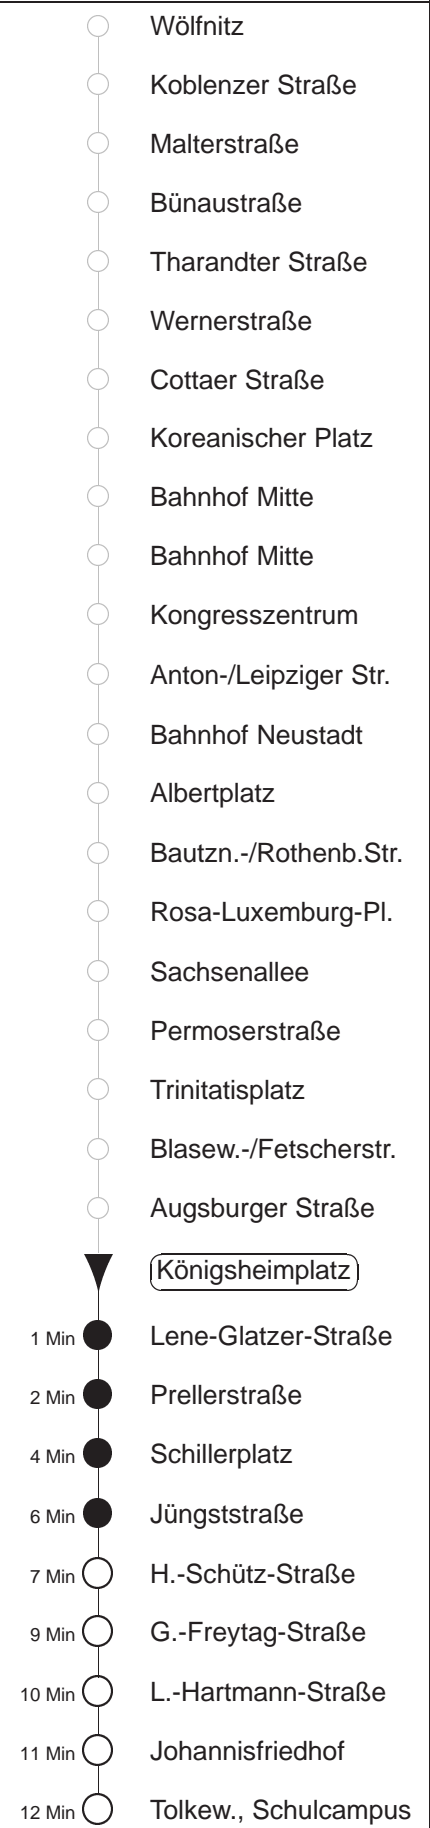 Wölfnitz
Koblenzer Straße
Malterstraße
Bünaustraße
Tharandter Straße
Wernerstraße
Cottaer Straße
Koreanischer Platz
Bahnhof Mitte
Bahnhof Mitte
Kongresszentrum
Anton-/Leipziger Str.
Bahnhof Neustadt
Albertplatz
Bautzn.-/Rothenb.Str.
Rosa-Luxemburg-Pl.
Sachsenallee
Permoserstraße
Trinitatisplatz
Blasew.-/Fetscherstr.
Augsburger Straße
Königsheimplatz
1 Min Lene-Glatzer-Straße
2 Min Prellerstraße
4 Min Schillerplatz
6 Min Jüngststraße
7 Min H.-Schütz-Straße
9 Min G.-Freytag-Straße
10 Min L.-Hartmann-Straße
11 Min Johannisfriedhof
12 Min Tolkew., Schulcampus